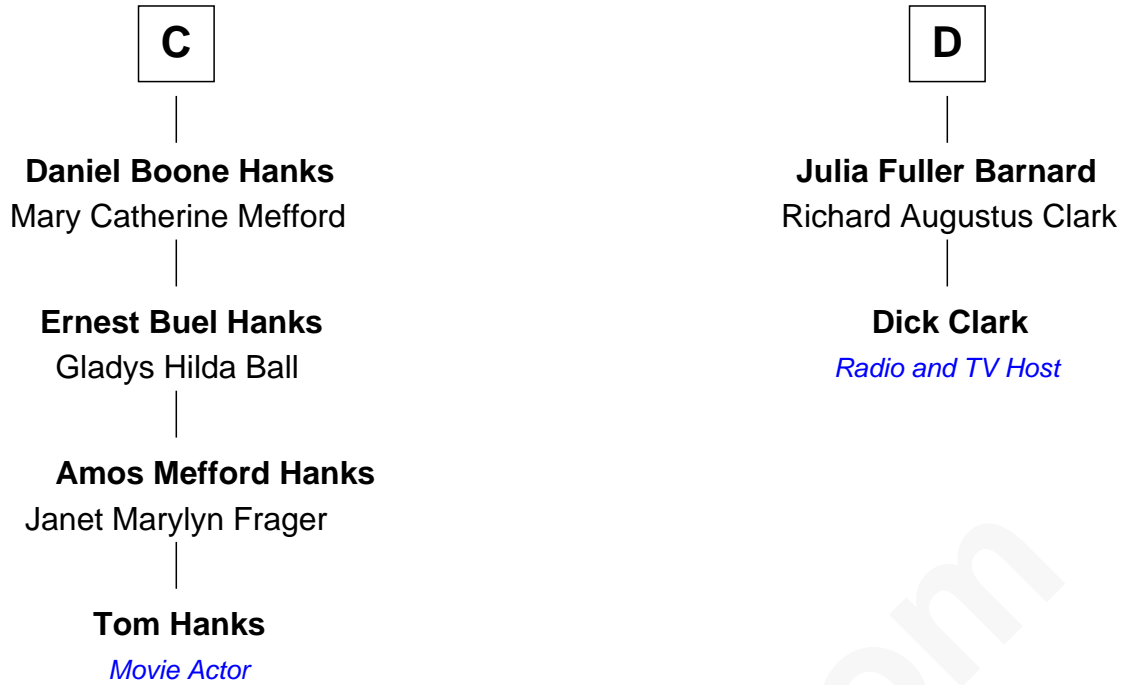 C
Daniel Boone Hanks
Mary Catherine Mefford
Ernest Buel Hanks
Gladys Hilda Ball
Amos Mefford Hanks
Janet Marylyn Frager
Tom Hanks
Movie Actor
D
Julia Fuller Barnard
Richard Augustus Clark
Dick Clark
Radio and TV Host
om